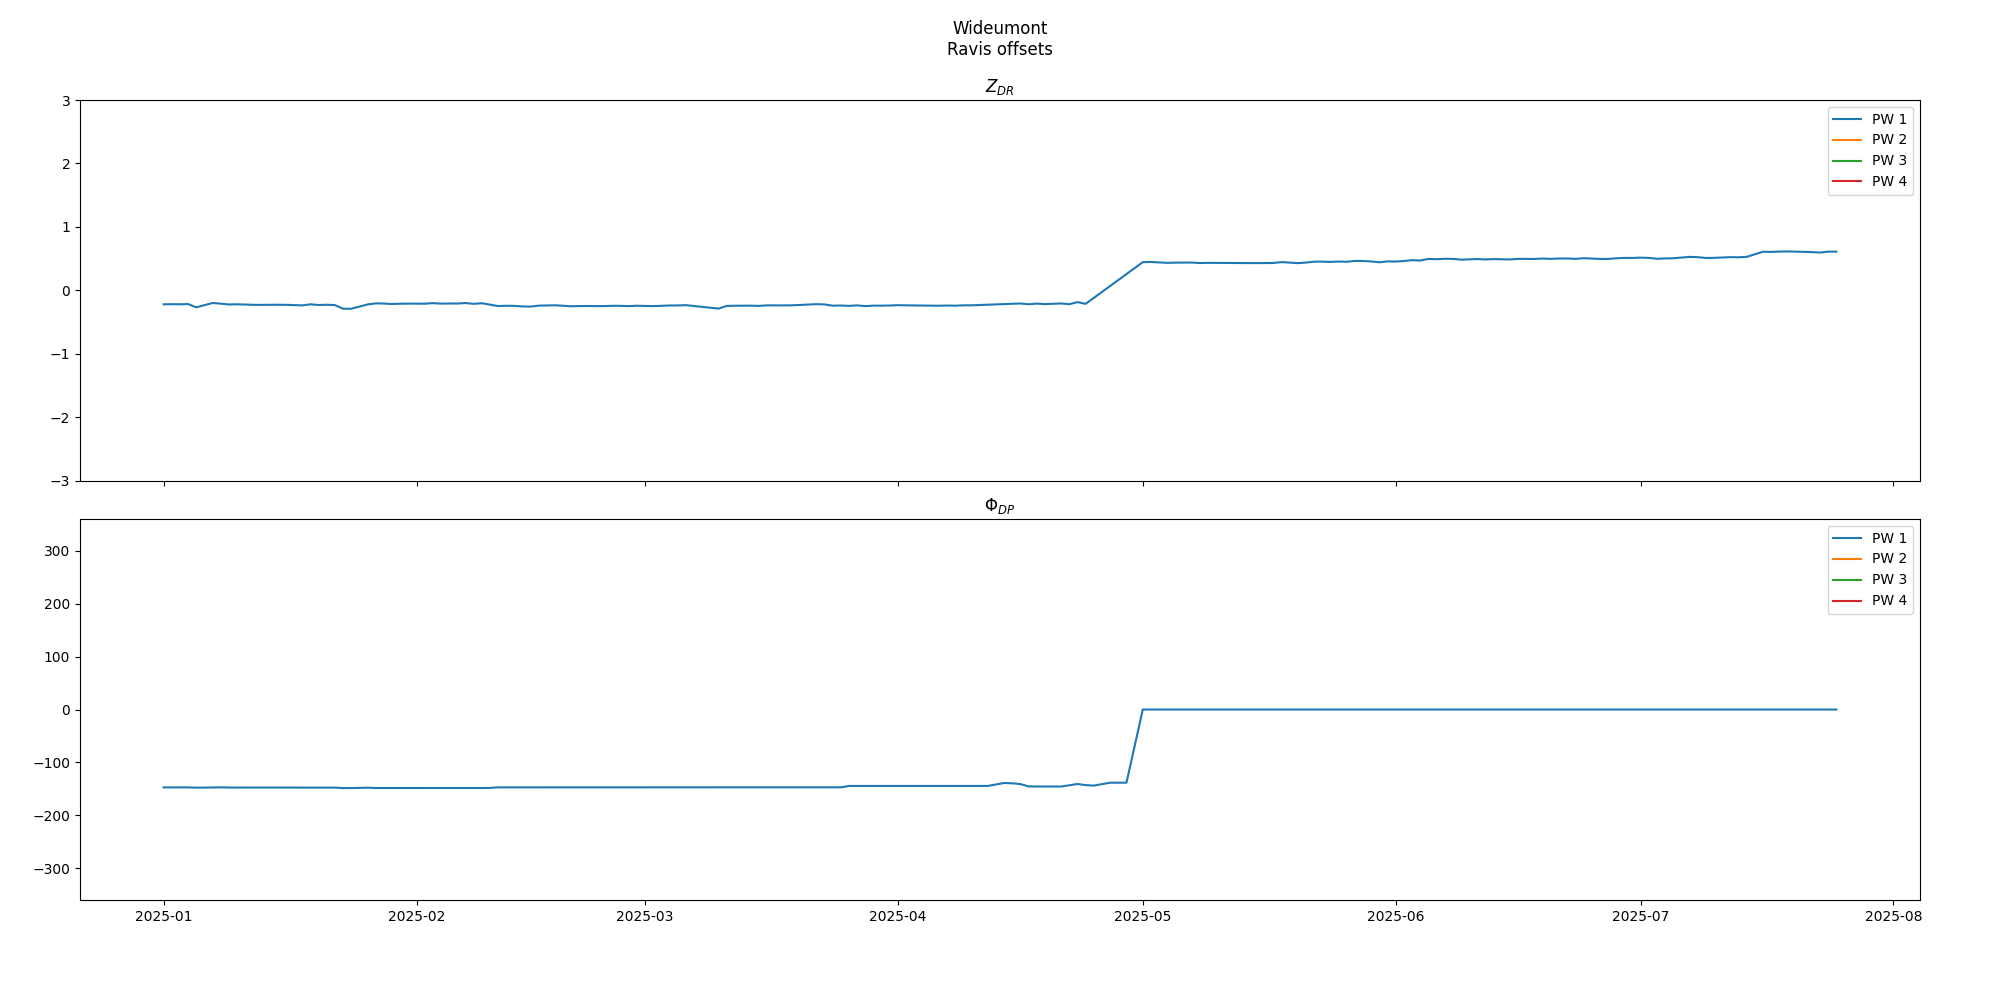 Wideumont
Ravis offsets
Z_DR
3
2
1
0
−1
−2
−3
PW 1
PW 2
PW 3
PW 4
Φ_DP
300
200
100
0
−100
−200
−300
PW 1
PW 2
PW 3
PW 4
2025-01 2025-02 2025-03 2025-04 2025-05 2025-06 2025-07 2025-08